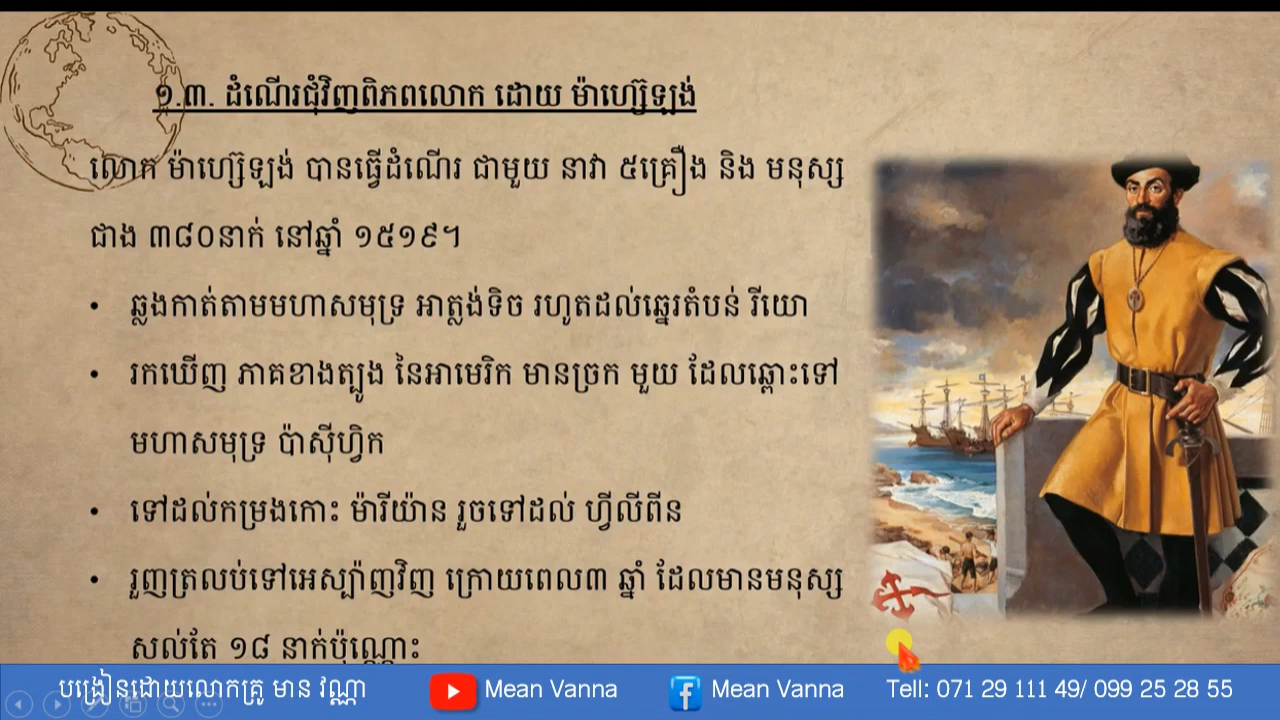 ១.៣. ដំណើរជុំវិញពិភពលោក ដោយ ម៉ាហ្សេឡង់
លោក ម៉ាហ្សេឡង់ បានធ្វើដំណើរ ជាមួយ នាវា ៥គ្រឿង និង មនុស្ស
ជាង ៣៨០នាក់ នៅឆ្នាំ ១៥១៩។
• ឆ្លងកាត់តាមមហាសមុទ្រ អាត្លង់ទិច រហូតដល់ឆ្នេរតំបន់ រីយោ
• រកឃើញ ភាគខាងត្បូង នៃអាមេរិក មានច្រក មួយ ដែលឆ្ពោះទៅ
មហាសមុទ្រ ប៉ាស៊ីហ្វិក
• ទៅដល់កម្រងកោះ ម៉ារីយ៉ាន រួចទៅដល់ ហ្វីលីពីន
• រួញត្រលប់ទៅអេស្ប៉ាញវិញ ក្រោយពេល៣ ឆ្នាំ ដែលមានមនុស្ស
សល់តែ ១៨ នាក់ប៉ុណ្ណោះ
បង្រៀនដោយលោកគ្រូ មាន វណ្ណា Mean Vanna Mean Vanna Tell: 071 29 111 49/ 099 25 28 55